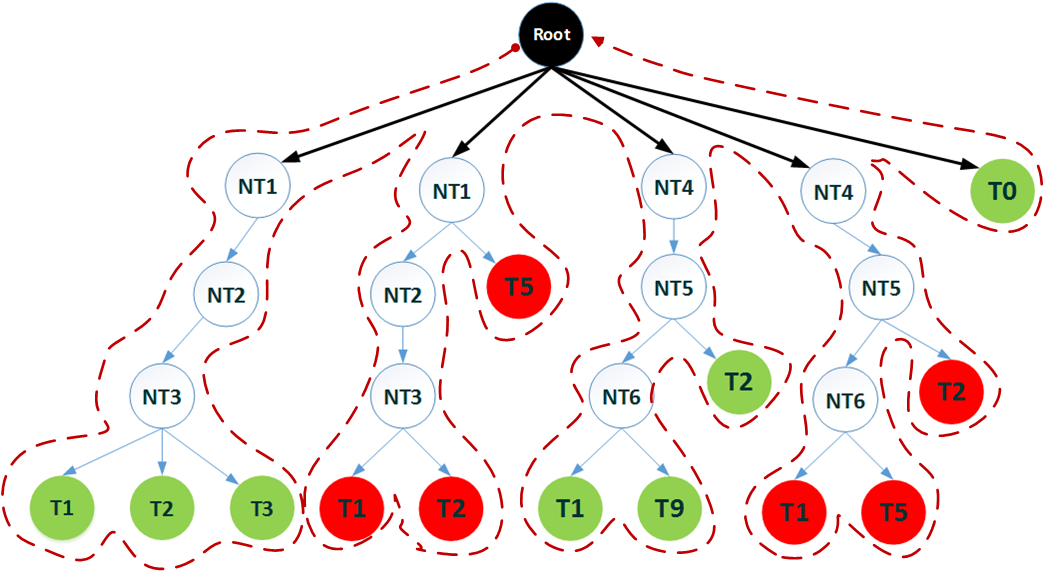 Root
NT1 NT1 NT4 NT4 T0
NT2 NT2 T5 NT5 NT5
NT3 NT3 NT6 T2 NT6 T2
T1 T2 T3 T1 T2 T1 T9 T1 T5